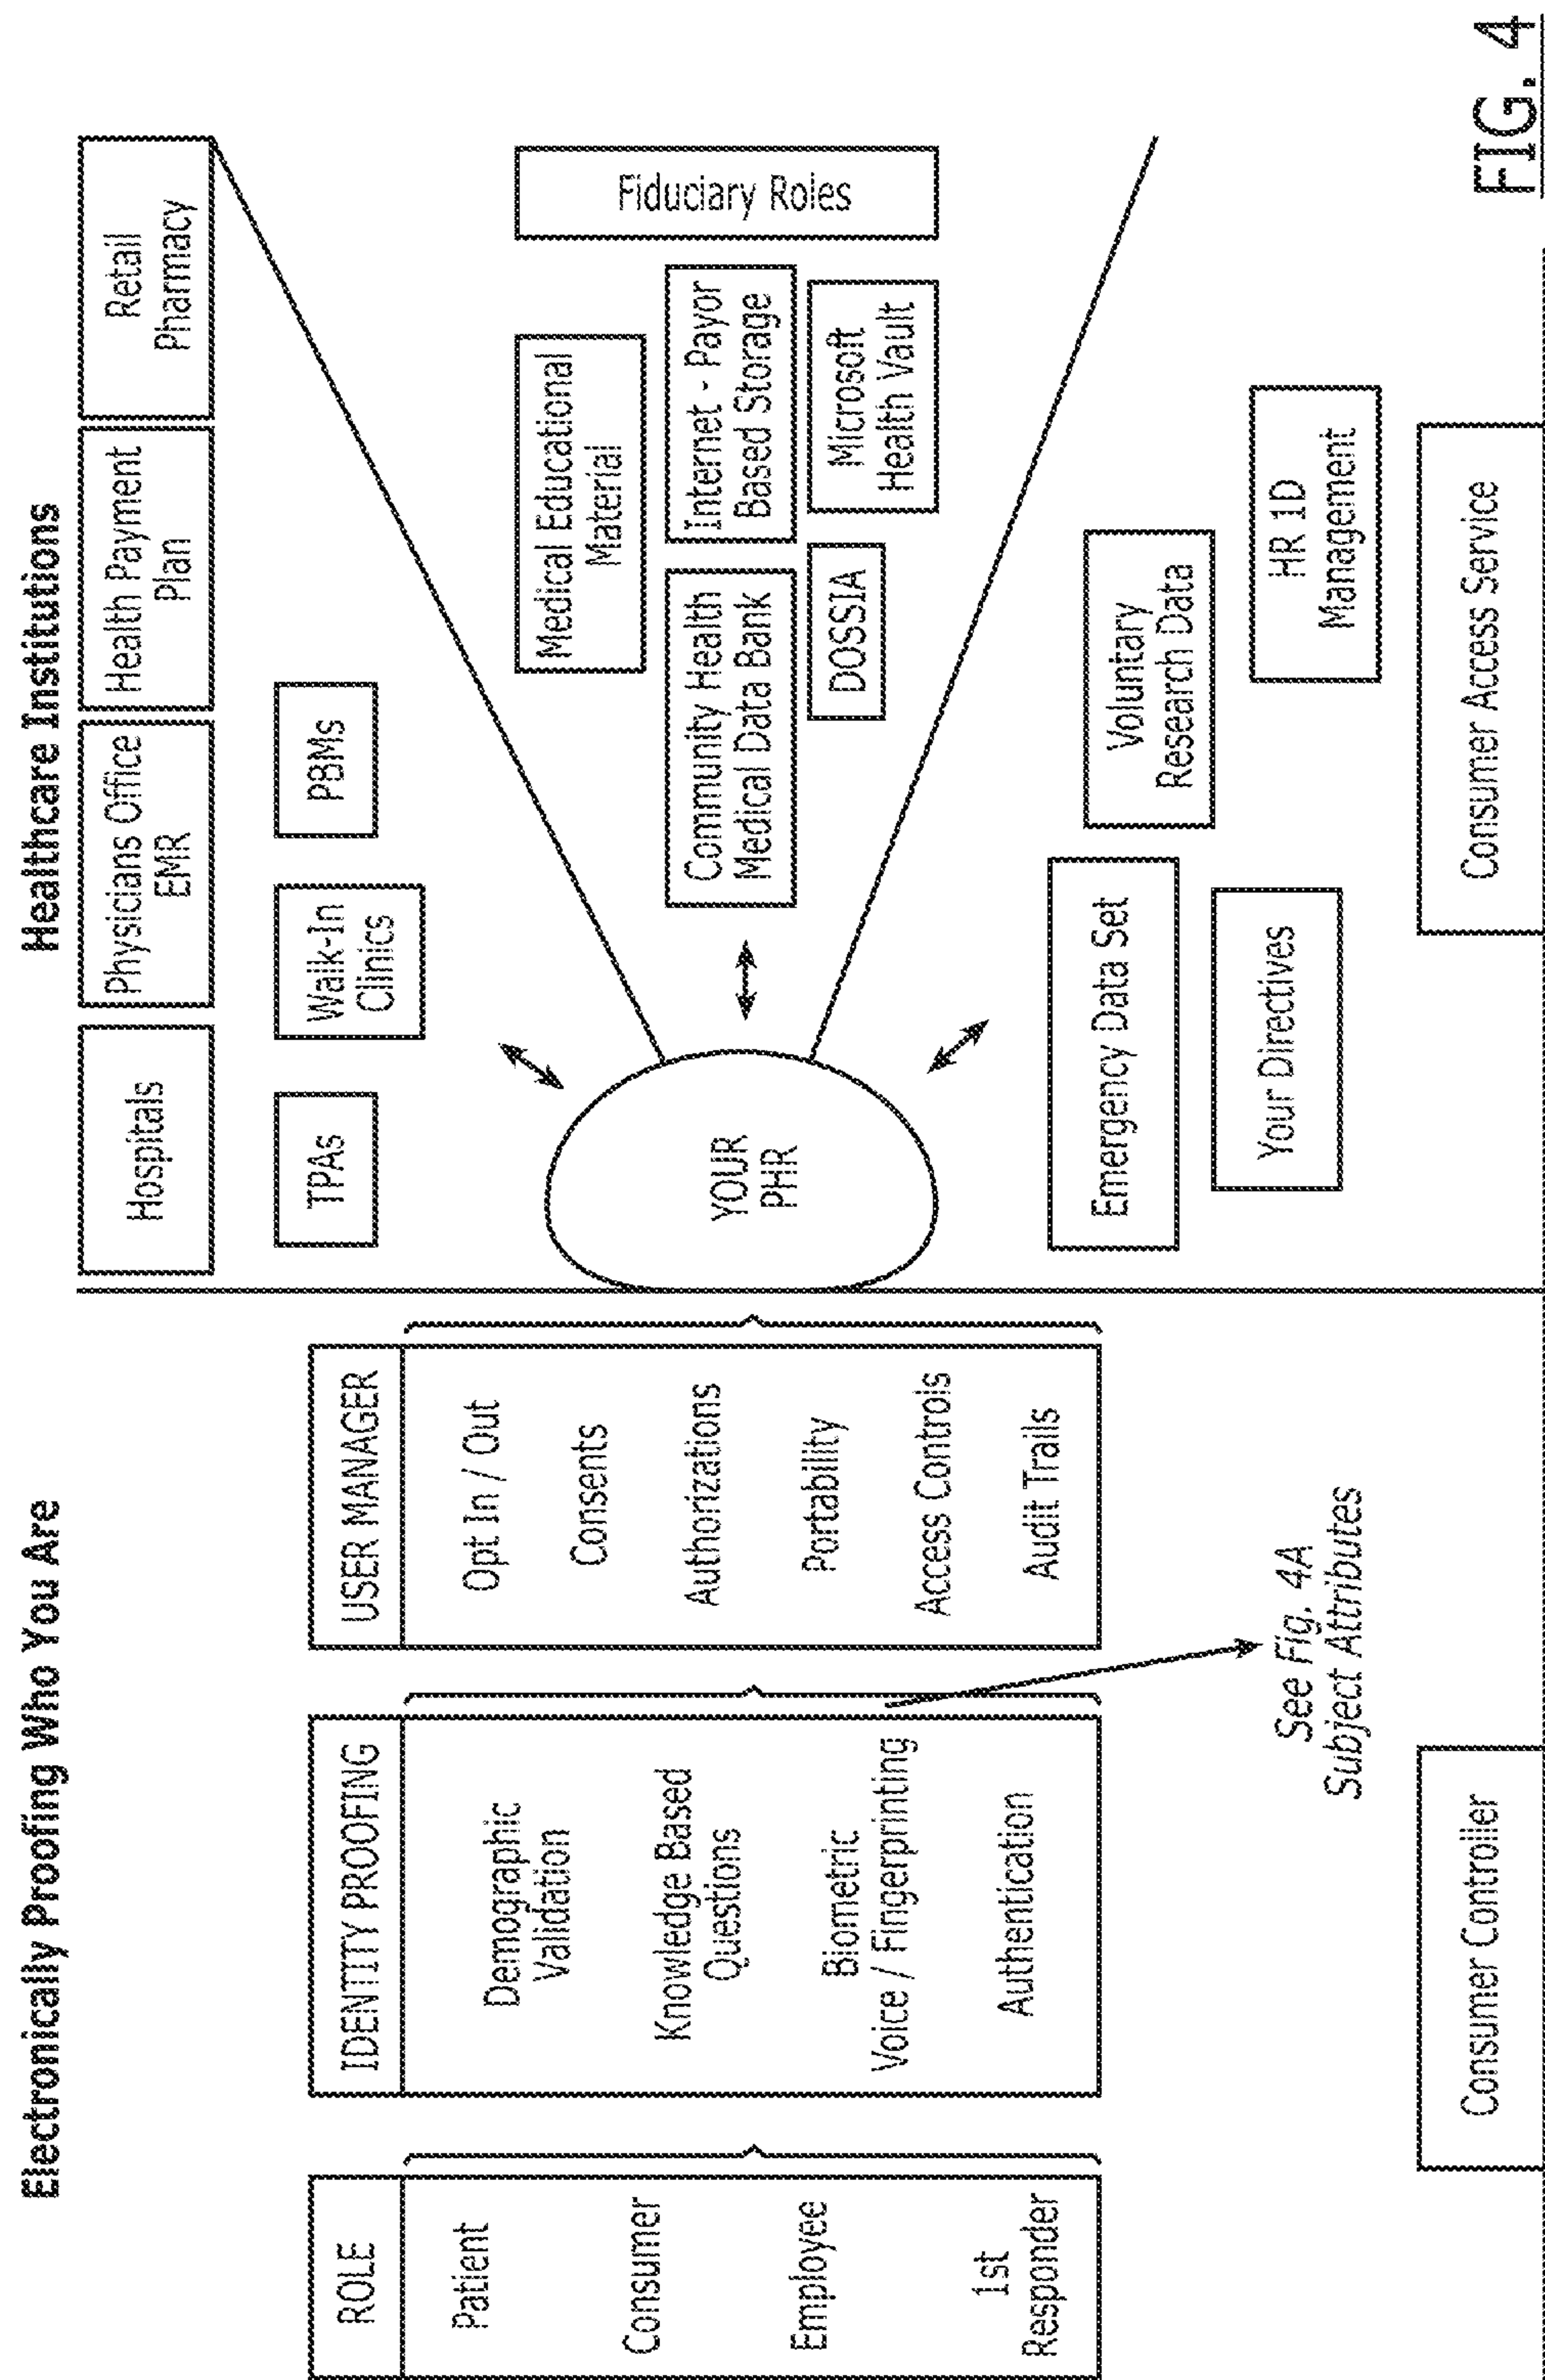 Electronically Proofing Who You Are
ROLE
Patient
Consumer
Employee
1st
Responder
IDENTITY PROOFING
Demographic
Validation
Knowledge Based
Questions
Biometric
Voice / Fingerprinting
Authentication
USER MANAGER
Opt In / Out
Consents
Authorizations
Portability
Access Controls
Audit Trails
See Fig. 4A
Subject Attributes
Consumer Controller
Healthcare Institutions
Hospitals
Physicians Office
EMR
Health Payment
Plan
Retail
Pharmacy
TPAs
Walk-In
Clinics
PBMs
YOUR
PHR
Medical Educational
Material
Fiduciary Roles
Community Health
Medical Data Bank
Internet - Payor
Based Storage
DOSSIA
Microsoft
Health Vault
Emergency Data Set
Voluntary
Research Data
Your Directives
HR 1D
Management
Consumer Access Service
FIG. 4